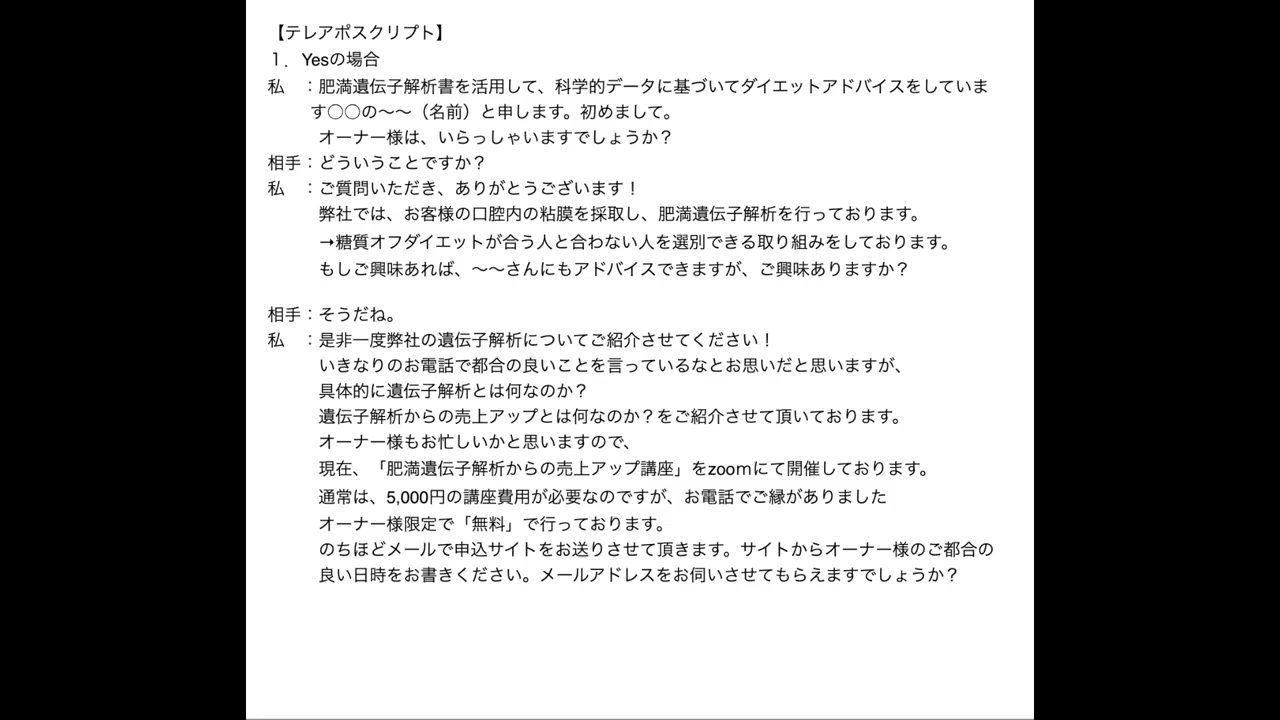 【テレアポスクリプト】
１．Yesの場合
私　：肥満遺伝子解析書を活用して、科学的データに基づいてダイエットアドバイスをしていま
す〇〇の〜〜（名前）と申します。初めまして。
オーナー様は、いらっしゃいますでしょうか？
相手：どういうことですか？
私　：ご質問いただき、ありがとうございます！
弊社では、お客様の口腔内の粘膜を採取し、肥満遺伝子解析を行っております。
→糖質オフダイエットが合う人と合わない人を選別できる取り組みをしております。
もしご興味あれば、〜〜さんにもアドバイスできますが、ご興味ありますか？
相手：そうだね。
私　：是非一度弊社の遺伝子解析についてご紹介させてください！
いきなりのお電話で都合の良いことを言っているなとお思いだと思いますが、
具体的に遺伝子解析とは何なのか？
遺伝子解析からの売上アップとは何なのか？をご紹介させて頂いております。
オーナー様もお忙しいかと思いますので、
現在、「肥満遺伝子解析からの売上アップ講座」をzoomにて開催しております。
通常は、5,000円の講座費用が必要なのですが、お電話でご縁がありました
オーナー様限定で「無料」で行っております。
のちほどメールで申込サイトをお送りさせて頂きます。サイトからオーナー様のご都合の
良い日時をお書きください。メールアドレスをお伺いさせてもらえますでしょうか？